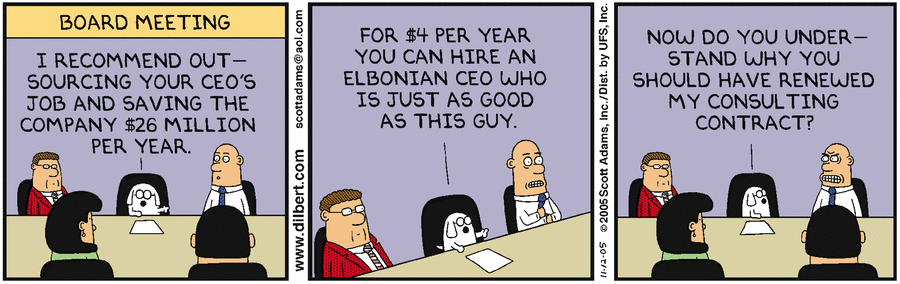 BOARD MEETING
I RECOMMEND OUT-
SOURCING YOUR CEO'S
JOB AND SAVING THE
COMPANY $26 MILLION
PER YEAR.
www.dilbert.com scottadams@aol.com
FOR $4 PER YEAR
YOU CAN HIRE AN
ELBONIAN CEO WHO
IS JUST AS GOOD
AS THIS GUY.
11-12-05 ©2005 Scott Adams, Inc./Dist. by UFS, Inc.
NOW DO YOU UNDER-
STAND WHY YOU
SHOULD HAVE RENEWED
MY CONSULTING
CONTRACT?